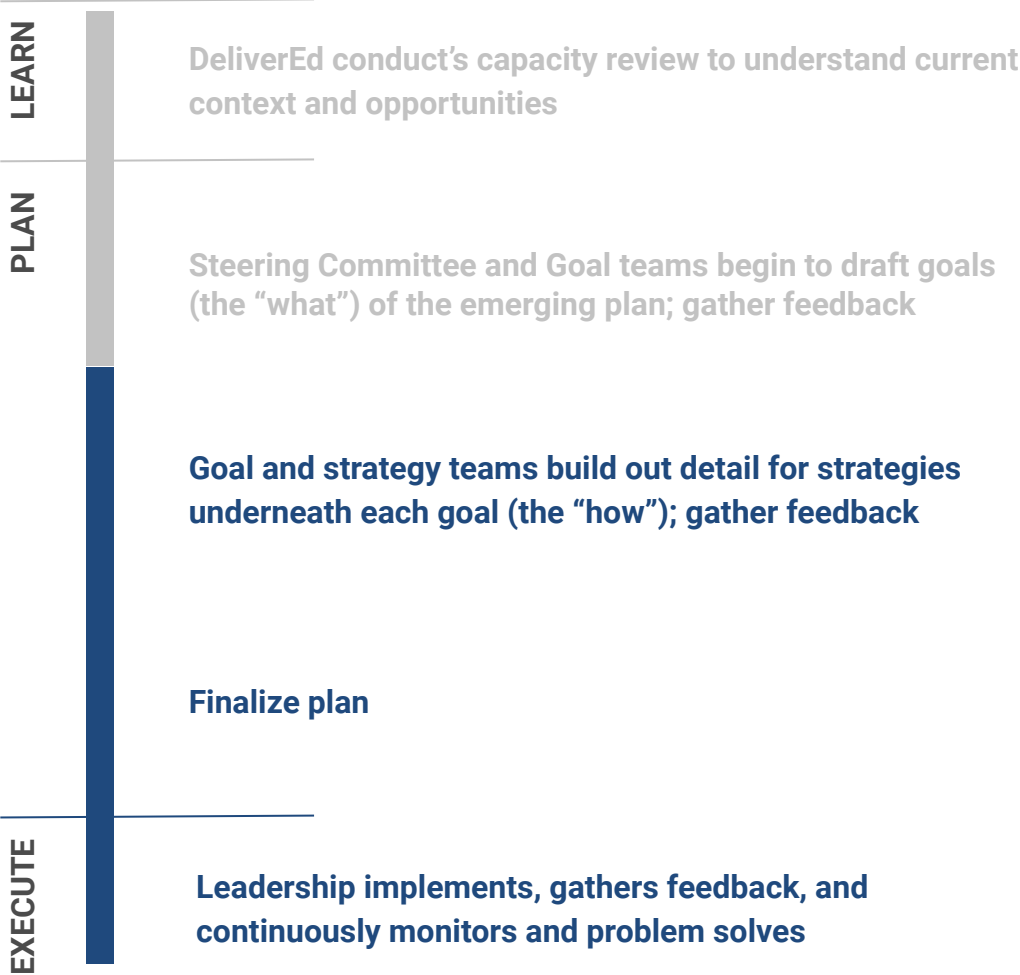 LEARN
DeliverEd conduct’s capacity review to understand current
context and opportunities
PLAN
Steering Committee and Goal teams begin to draft goals
(the “what”) of the emerging plan; gather feedback
Goal and strategy teams build out detail for strategies
underneath each goal (the “how”); gather feedback
Finalize plan
EXECUTE
Leadership implements, gathers feedback, and
continuously monitors and problem solves